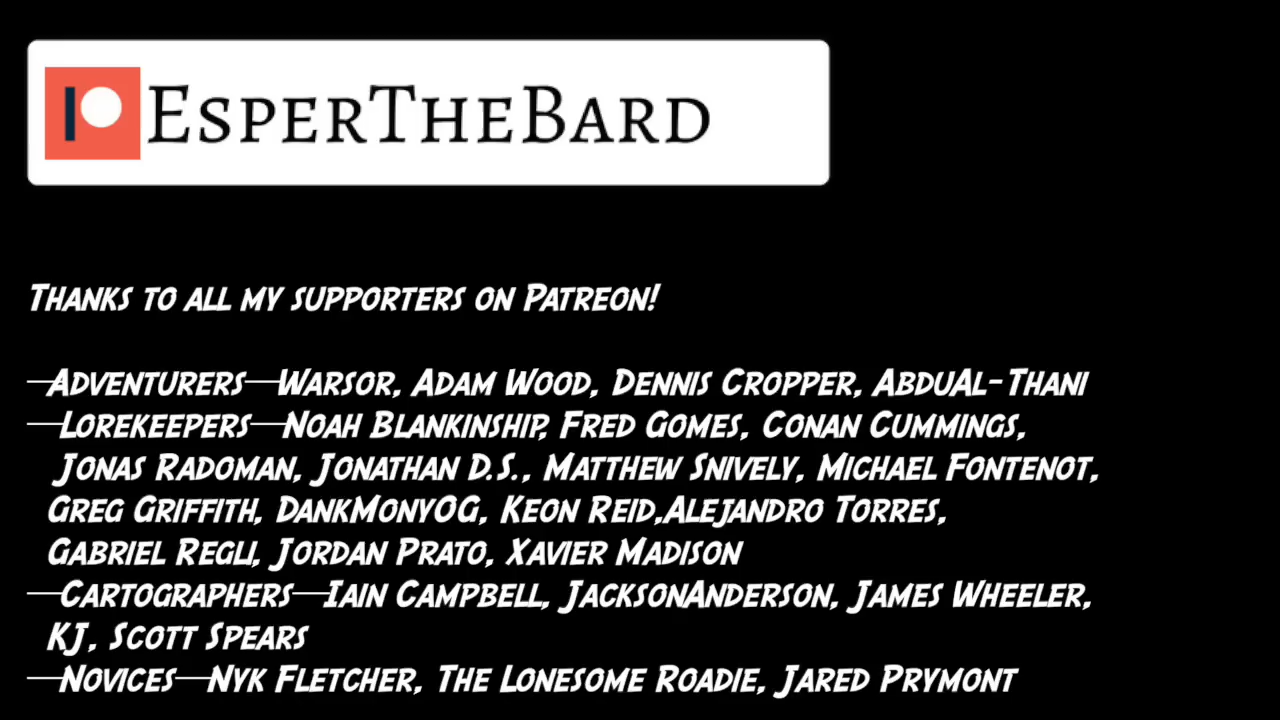 EsperTheBard
Thanks to all my supporters on Patreon!
—Adventurers—Warsor, Adam Wood, Dennis Cropper, AbduAl-Thani
—Lorekeepers—Noah Blankinship, Fred Gomes, Conan Cummings,
Jonas Radoman, Jonathan D.S., Matthew Snively, Michael Fontenot,
Greg Griffith, DankMonyOG, Keon Reid,Alejandro Torres,
Gabriel Regli, Jordan Prato, Xavier Madison
—Cartographers—Iain Campbell, JacksonAnderson, James Wheeler,
KJ, Scott Spears
—Novices—Nyk Fletcher, The Lonesome Roadie, Jared Prymont